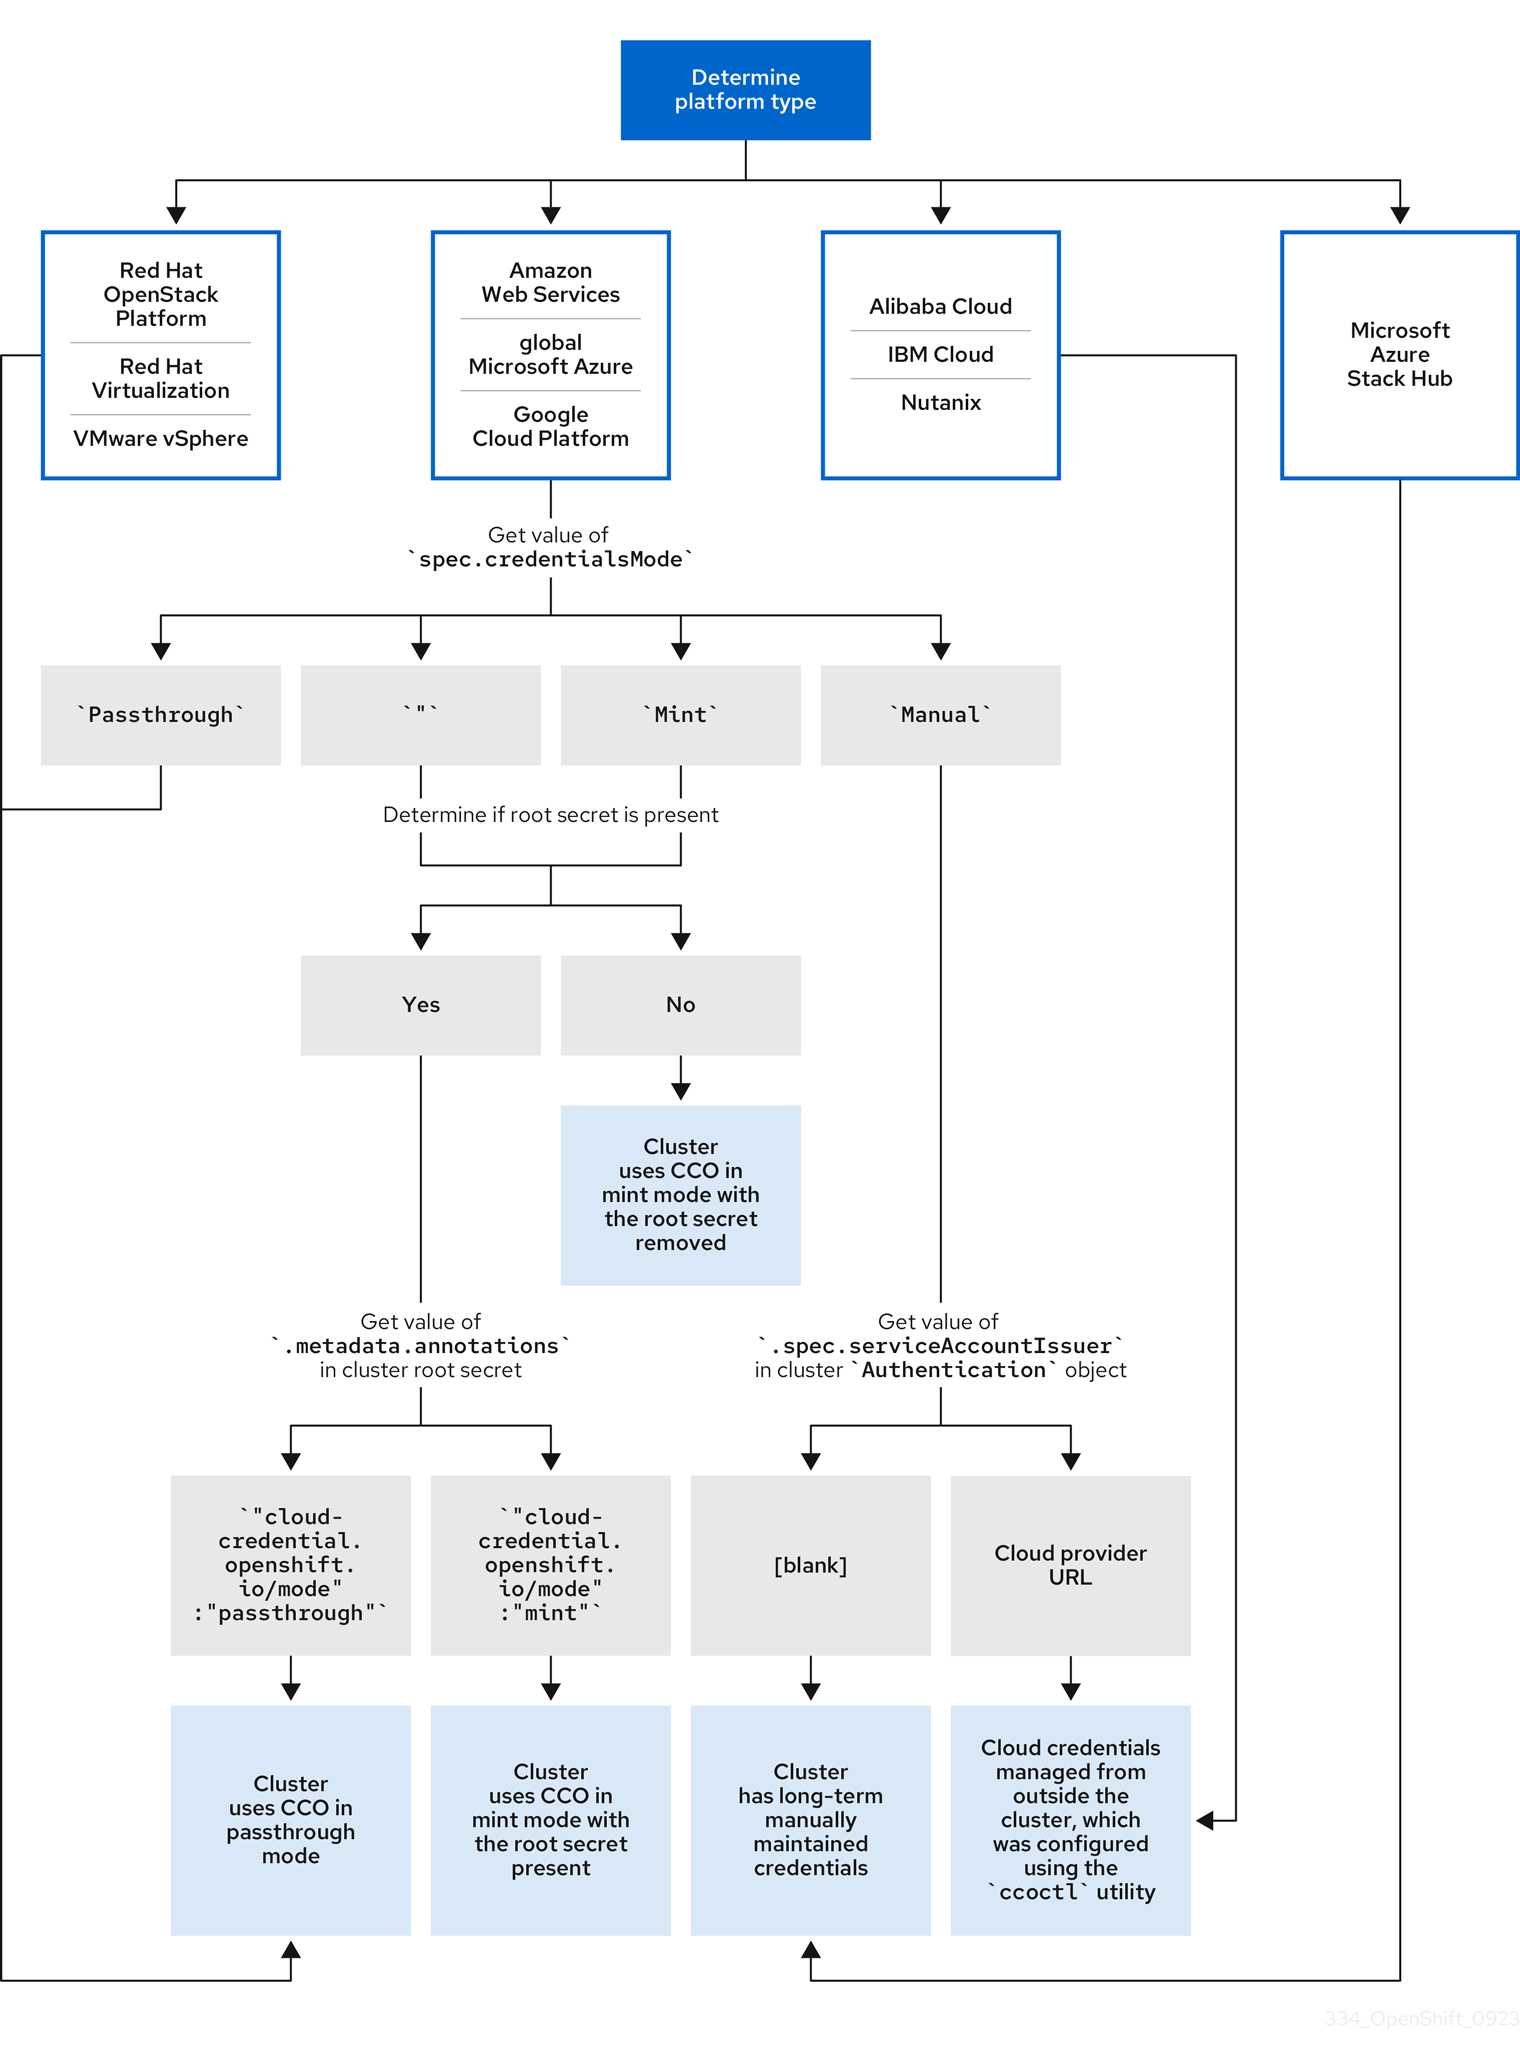 Determine
platform type
Red Hat
OpenStack
Platform
Red Hat
Virtualization
VMware vSphere
Amazon
Web Services
global
Microsoft Azure
Google
Cloud Platform
Alibaba Cloud
IBM Cloud
Nutanix
Microsoft
Azure
Stack Hub
Get value of
`spec.credentialsMode`
`Passthrough`
`"`
`Mint`
`Manual`
Determine if root secret is present
Yes
No
Cluster
uses CCO in
mint mode with
the root secret
removed
Get value of
`.metadata.annotations`
in cluster root secret
Get value of
`.spec.serviceAccountIssuer`
in cluster `Authentication` object
`"cloud-
credential.
openshift.
io/mode"
:"passthrough"`
`"cloud-
credential.
openshift.
io/mode"
:"mint"`
[blank]
Cloud provider
URL
Cluster
uses CCO in
passthrough
mode
Cluster
uses CCO in
mint mode with
the root secret
present
Cluster
has long-term
manually
maintained
credentials
Cloud credentials
managed from
outside the
cluster, which
was configured
using the
`ccoctl` utility
334_OpenShift_0923